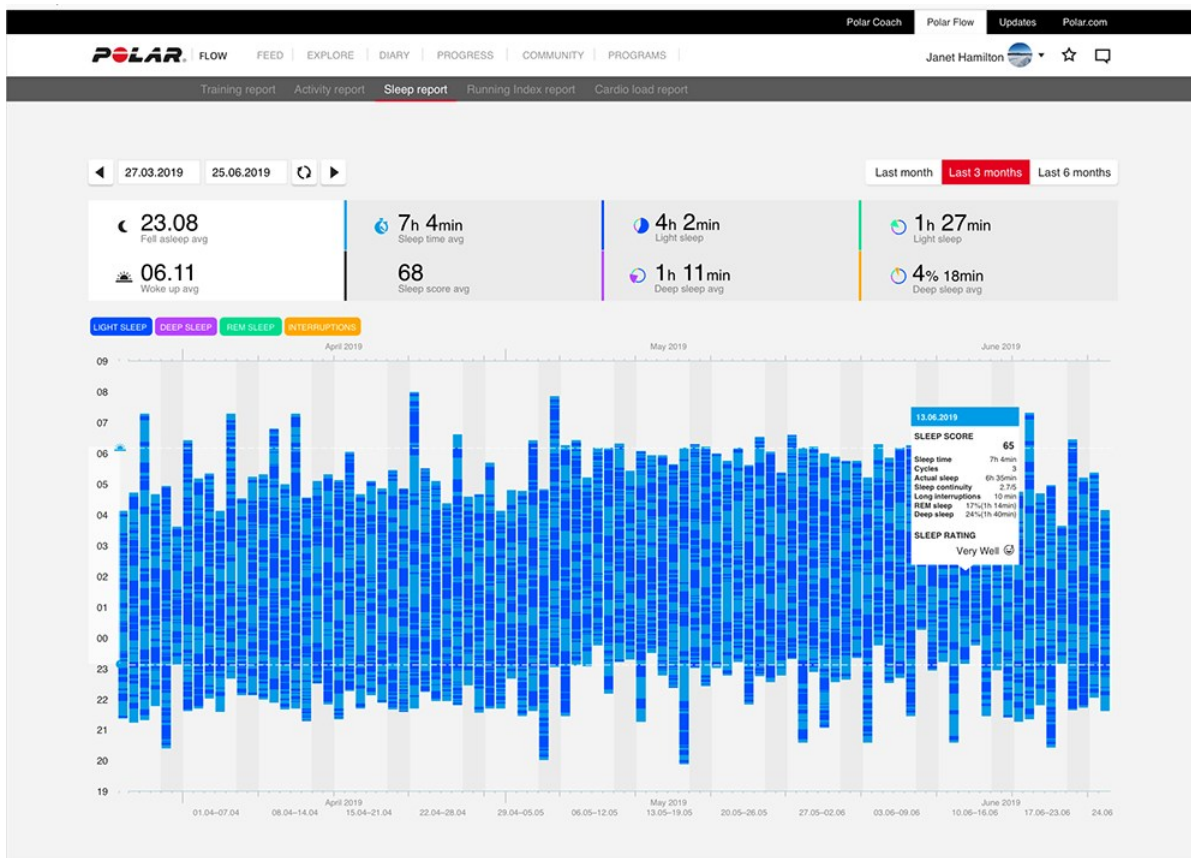 Polar Coach Polar Flow Updates Polar.com
POLAR. FLOW FEED EXPLORE DIARY PROGRESS COMMUNITY PROGRAMS Janet Hamilton
Training report Activity report Sleep report Running Index report Cardio load report
27.03.2019 25.06.2019 Last month Last 3 months Last 6 months
23.08 7h 4min 4h 2min 1h 27min
Fell asleep avg Sleep time avg Light sleep Light sleep
06.11 68 1h 11min 4% 18min
Woke up avg Sleep score avg Deep sleep avg Deep sleep avg
LIGHT SLEEP DEEP SLEEP REM SLEEP INTERRUPTIONS
April 2019 May 2019 June 2019
09
08
07
06
05
04
03
02
01
00
23
22
21
20
19
13.06.2019
SLEEP SCORE
65
Sleep time 7h 4min
Cycles 3
Actual sleep 6h 35min
Sleep continuity 2.7/5
Long interruptions 10 min
REM sleep 17%(1h 14min)
Deep sleep 24%(1h 40min)
SLEEP RATING
Very Well
April 2019 May 2019 June 2019
01.04–07.04 08.04–14.04 15.04–21.04 22.04–28.04 29.04–05.05 06.05–12.05 13.05–19.05 20.05–26.05 27.05–02.06 03.06–09.06 10.06–16.06 17.06–23.06 24.06